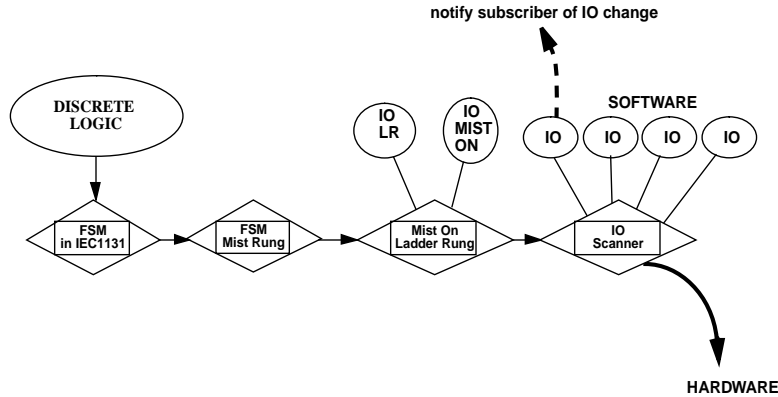 notify subscriber of IO change
DISCRETE
LOGIC
IO
LR
IO
MIST
ON
SOFTWARE
IO
IO
IO
IO
FSM
in IEC1131
FSM
Mist Rung
Mist On
Ladder Rung
IO
Scanner
HARDWARE